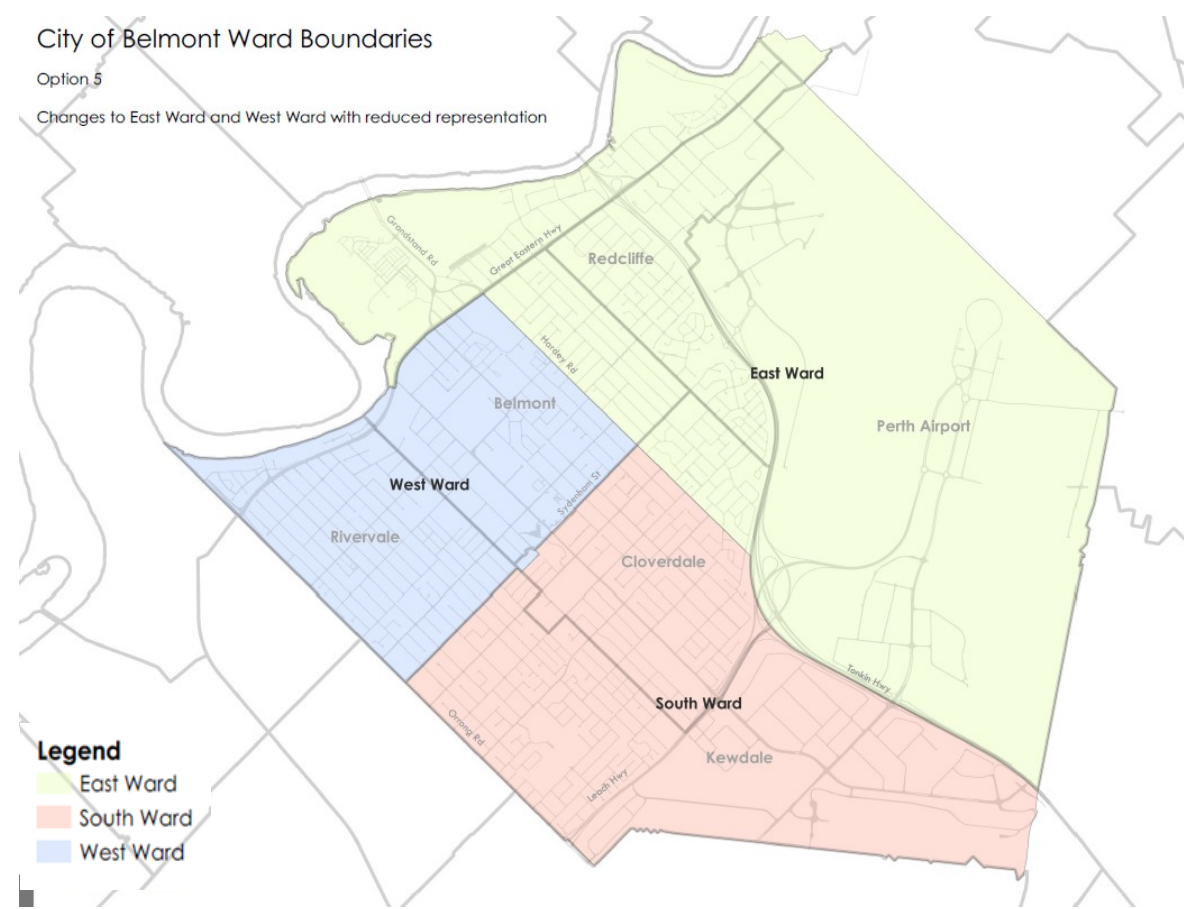 City of Belmont Ward Boundaries
Option 5
Changes to East Ward and West Ward with reduced representation
Grandstand Rd
Great Eastern Hwy
Redcliffe
Hardey Rd
East Ward
Belmont
Perth Airport
West Ward
Sydenham St
Rivervale
Cloverdale
Tonkin Hwy
South Ward
Orrong Rd
Kewdale
Leach Hwy
Legend
East Ward
South Ward
West Ward